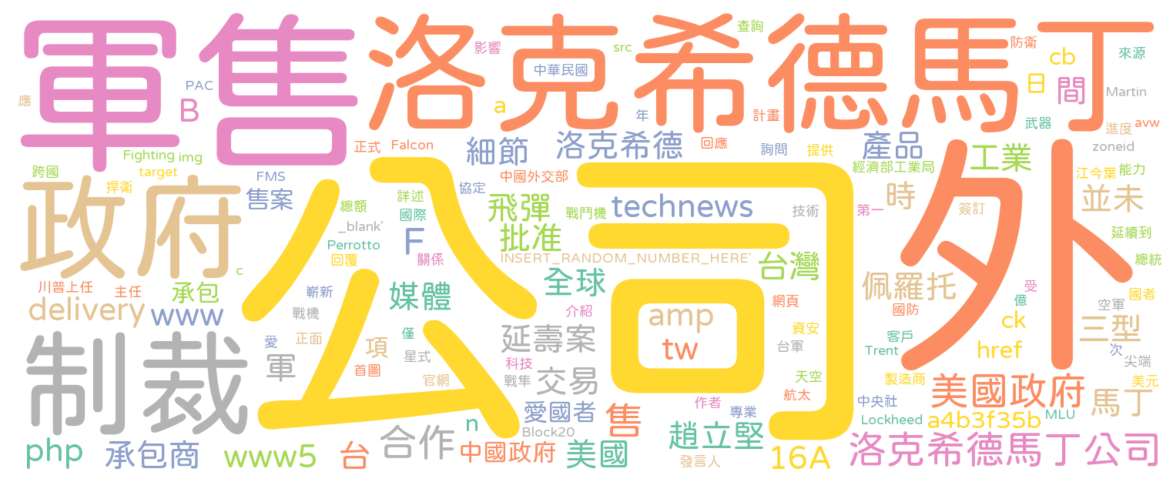 軍售
洛克希德馬丁
公司
外
政府
制裁
查詢
影響
src
防衛
cb
來源
中華民國
PAC
B
a
日
間
Martin
應
年
計畫
武器
avw
正式
Falcon
細節
洛克希德
回應
詢問
提供
產品
工業
進度
zoneid
Fighting
img
target
跨國
FMS
協定
中國外交部
經濟部工業局
江今葉
能力
捍衛
售案
總額
詳述
國際
飛彈
戰鬥機
technews
技術
第一
時
簽訂
並未
_blank'
F
批准
延續到
Perrotto
回覆
關係
INSERT_RANDOM_NUMBER_HERE'
台灣
總統
c
川普上任
主任
承包
嶄新
媒體
全球
網頁
佩羅托
受
國者
delivery
www
戰機
介紹
amp
資安
國防
億
空軍
ck
三型
愛
正面
項
僅
星式
延壽案
tw
台軍
客戶
Trent
href
次
尖端
軍
首圖
官網
科技
戰隼
交易
天空
航太
製造商
美國政府
美元
馬丁
愛國者
作者
專業
中央社
Lockheed
a4b3f35b
MLU
n
Block20
售
趙立堅
php
承包商
www5
台
合作
中國政府
美國
發言人
16A
洛克希德馬丁公司